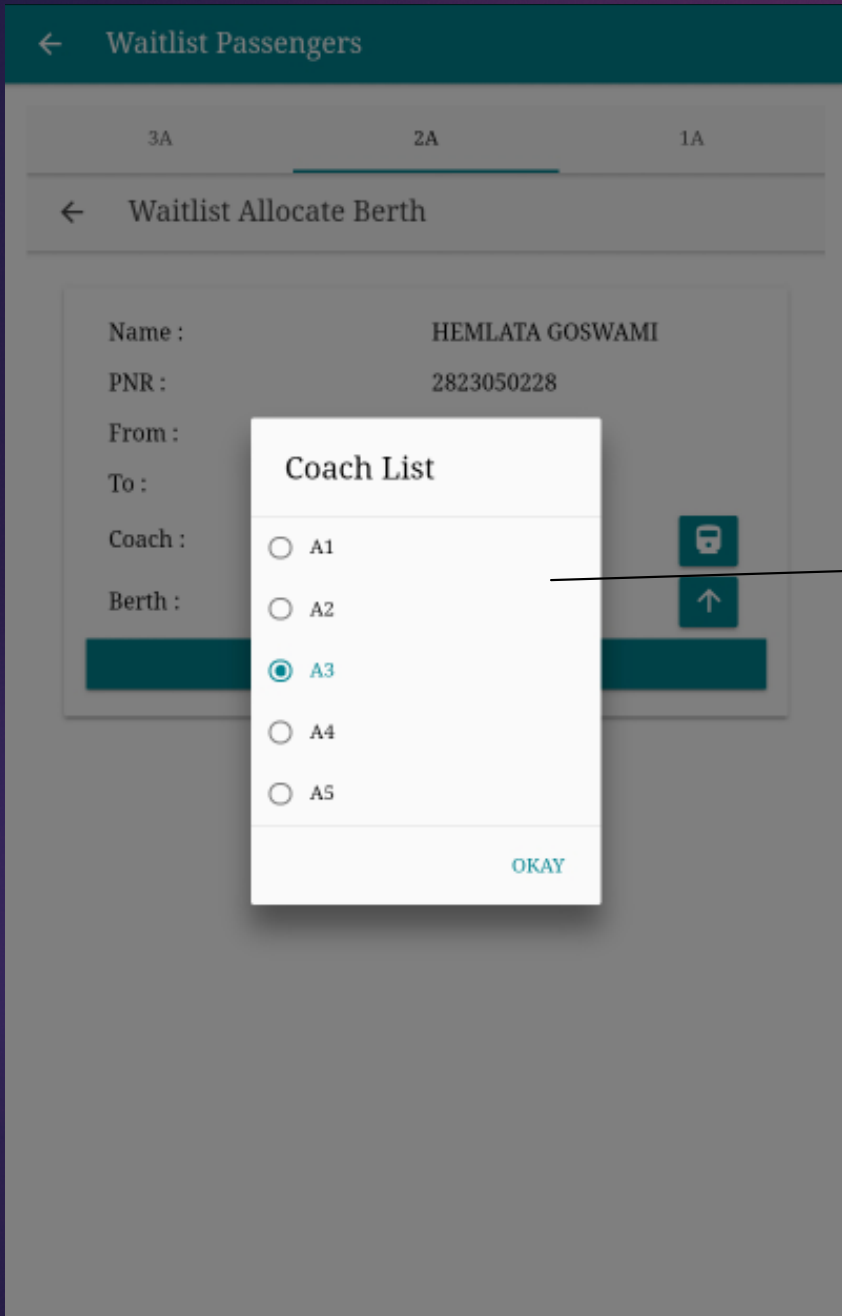 Waitlist Passengers
3A 2A 1A
Waitlist Allocate Berth
Name : HEMLATA GOSWAMI
PNR : 2823050228
From :
To :
Coach :
Berth :
Coach List
A1
A2
A3
A4
A5
OKAY